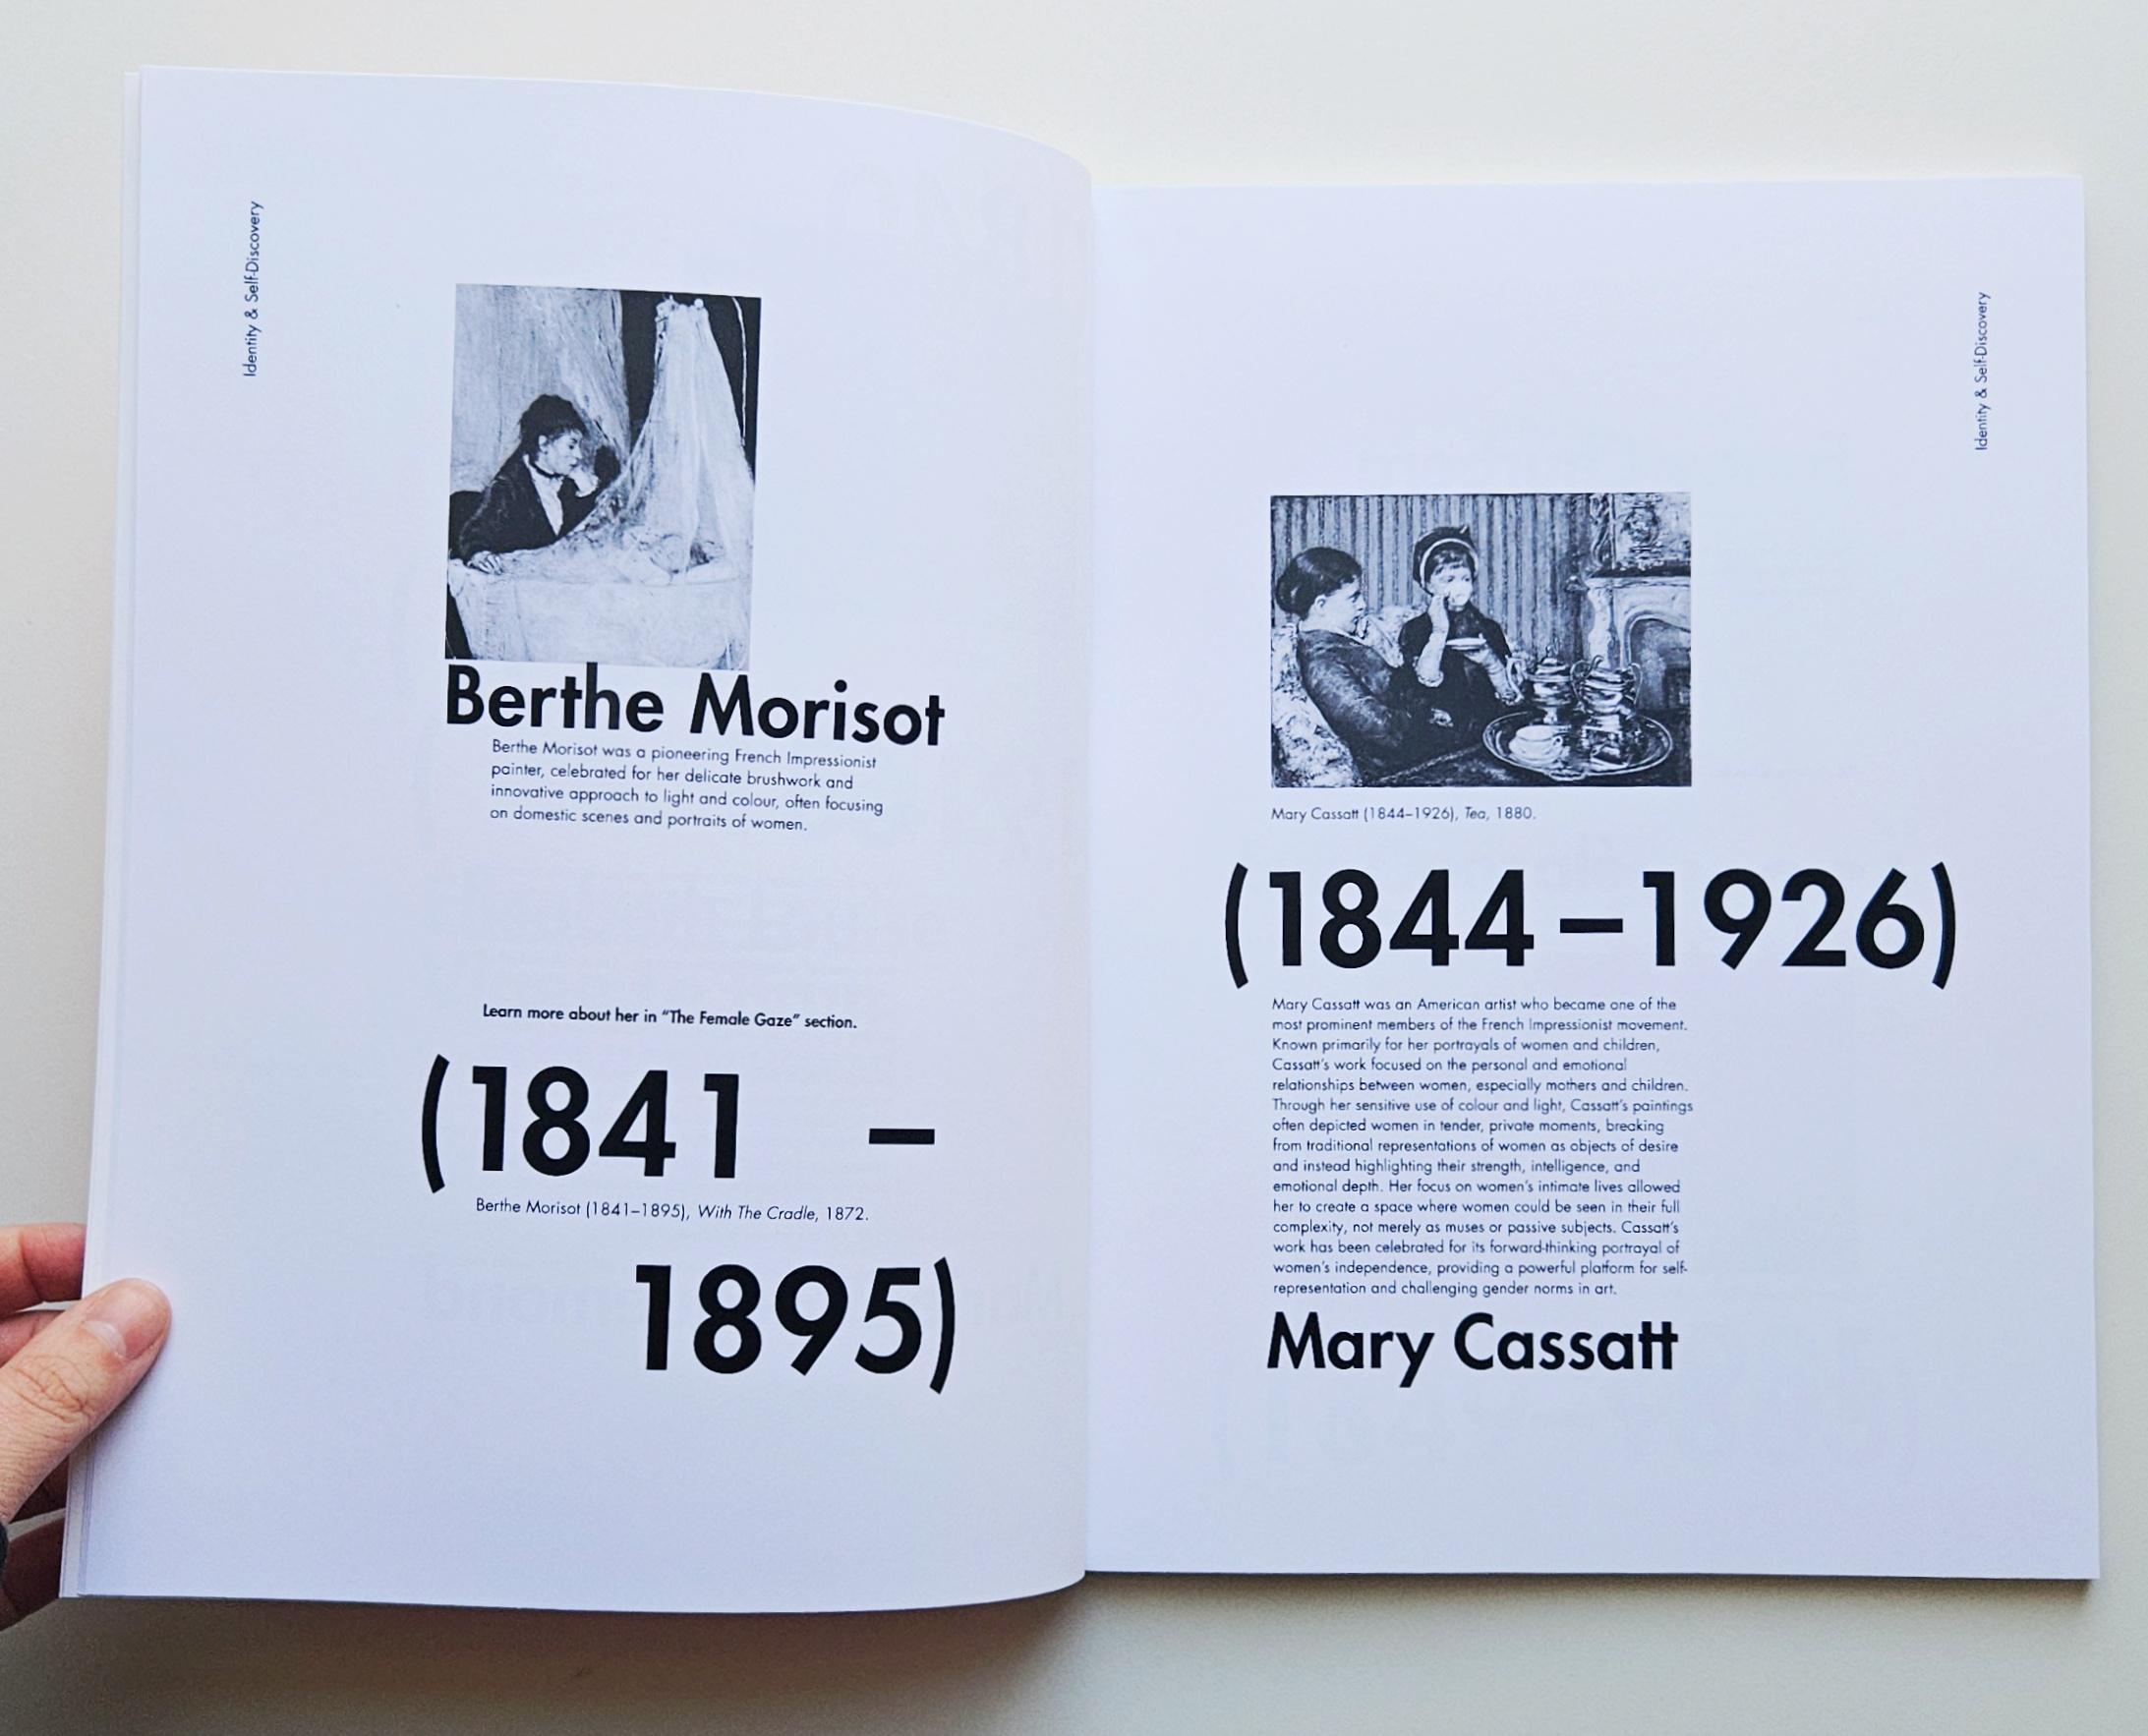 Identity & Self-Discovery
Berthe Morisot
Berthe Morisot was a pioneering French Impressionist
painter, celebrated for her delicate brushwork and
innovative approach to light and colour, often focusing
on domestic scenes and portraits of women.
Learn more about her in “The Female Gaze” section.
(1841 –
Berthe Morisot (1841–1895), With The Cradle, 1872.
1895)
Identity & Self-Discovery
Mary Cassatt (1844–1926), Tea, 1880.
(1844–1926)
Mary Cassatt was an American artist who became one of the
most prominent members of the French Impressionist movement.
Known primarily for her portrayals of women and children,
Cassatt’s work focused on the personal and emotional
relationships between women, especially mothers and children.
Through her sensitive use of colour and light, Cassatt’s paintings
often depicted women in tender, private moments, breaking
from traditional representations of women as objects of desire
and instead highlighting their strength, intelligence, and
emotional depth. Her focus on women’s intimate lives allowed
her to create a space where women could be seen in their full
complexity, not merely as muses or passive subjects. Cassatt’s
work has been celebrated for its forward-thinking portrayal of
women’s independence, providing a powerful platform for self-
representation and challenging gender norms in art.
Mary Cassatt